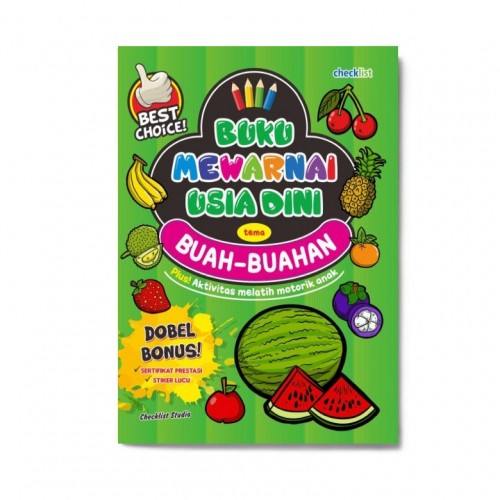 checklist
BEST
CHOiCE!
BUKU
MEWARNAI
USIA DINI
tema
BUAH-BUAHAN
Plus! Aktivitas melatih motorik anak
DOBEL
BONUS!
SERTIFIKAT PRESTASI
STIKER LUCU
Checklist Studio